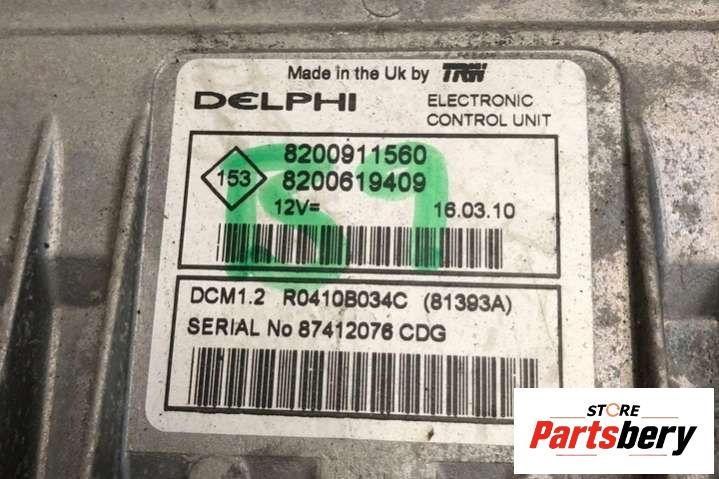 Made in the Uk by TRW
DELPHI
ELECTRONIC
CONTROL UNIT
153
8200911560
8200619409
12V=
16.03.10
DCM1.2 R0410B034C (81393A)
SERIAL No 87412076 CDG
STORE
Partsbery